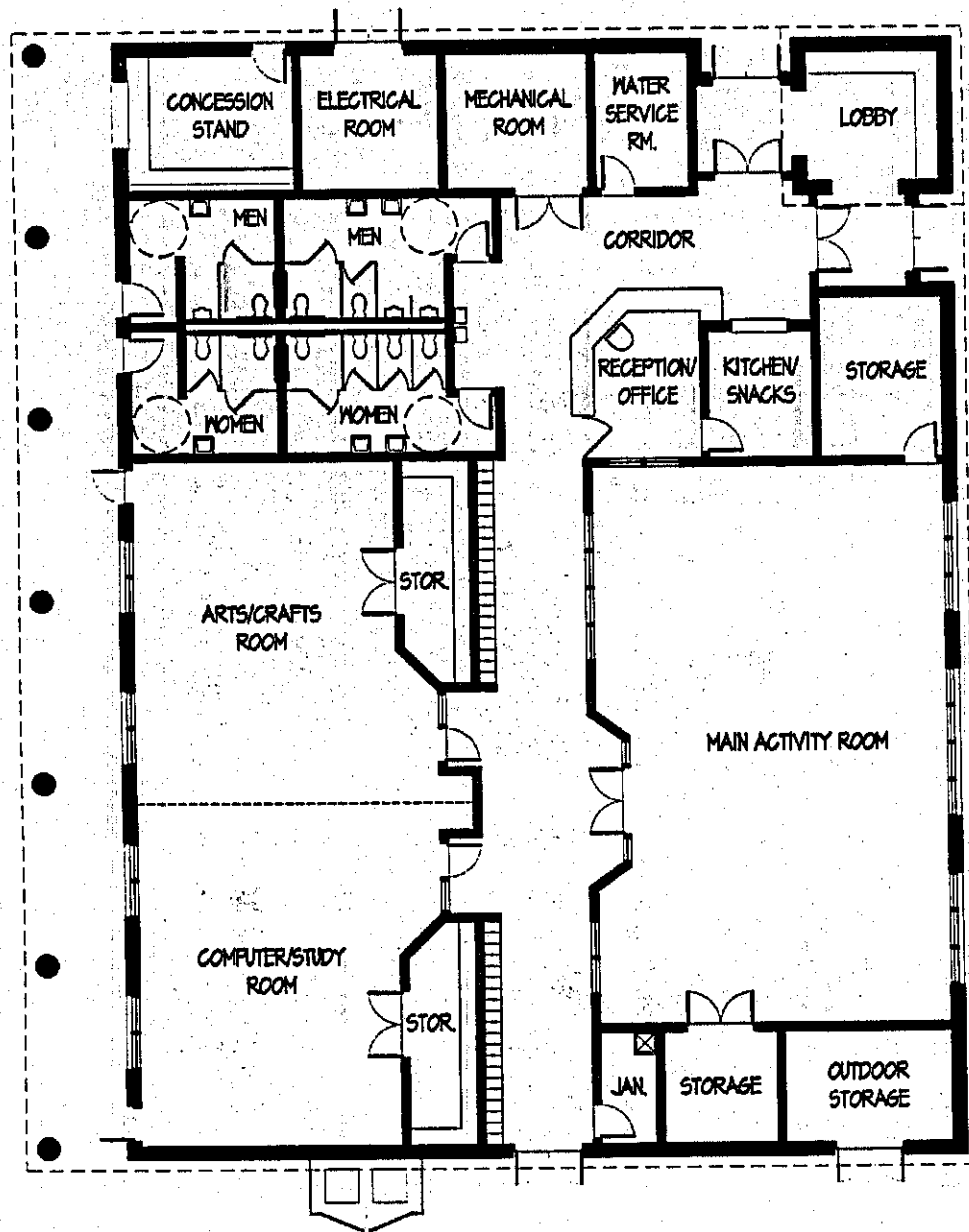 CONCESSION
STAND
ELECTRICAL
ROOM
MECHANICAL
ROOM
WATER
SERVICE
RM.
LOBBY
MEN
MEN
CORRIDOR
RECEPTION/
OFFICE
KITCHEN/
SNACKS
STORAGE
WOMEN
WOMEN
STOR.
ARTS/CRAFTS
ROOM
MAIN ACTIVITY ROOM
COMPUTER/STUDY
ROOM
STOR.
JAN.
STORAGE
OUTDOOR
STORAGE